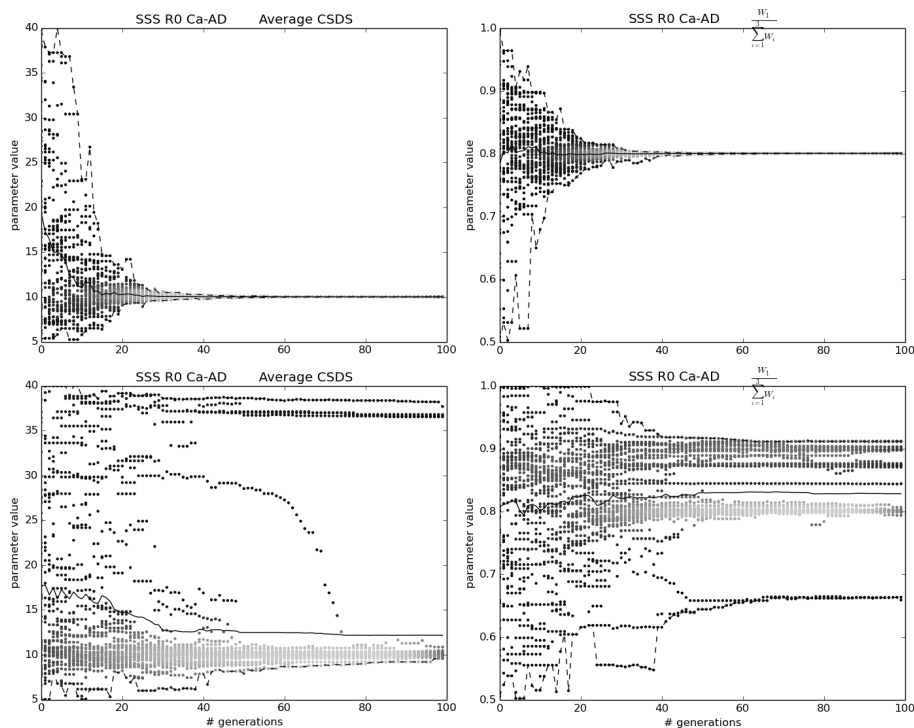 SSS R0 Ca-AD Average CSDS
SSS R0 Ca-AD W₁ / ∑ᵢ₌₁³ Wᵢ
parameter value
40
35
30
25
20
15
10
5
0 20 40 60 80 100
parameter value
1.0
0.9
0.8
0.7
0.6
0.5
0 20 40 60 80 100
SSS R0 Ca-AD Average CSDS
SSS R0 Ca-AD W₁ / ∑ᵢ₌₁³ Wᵢ
parameter value
40
35
30
25
20
15
10
5
0 20 40 60 80 100
# generations
parameter value
1.0
0.9
0.8
0.7
0.6
0.5
0 20 40 60 80 100
# generations